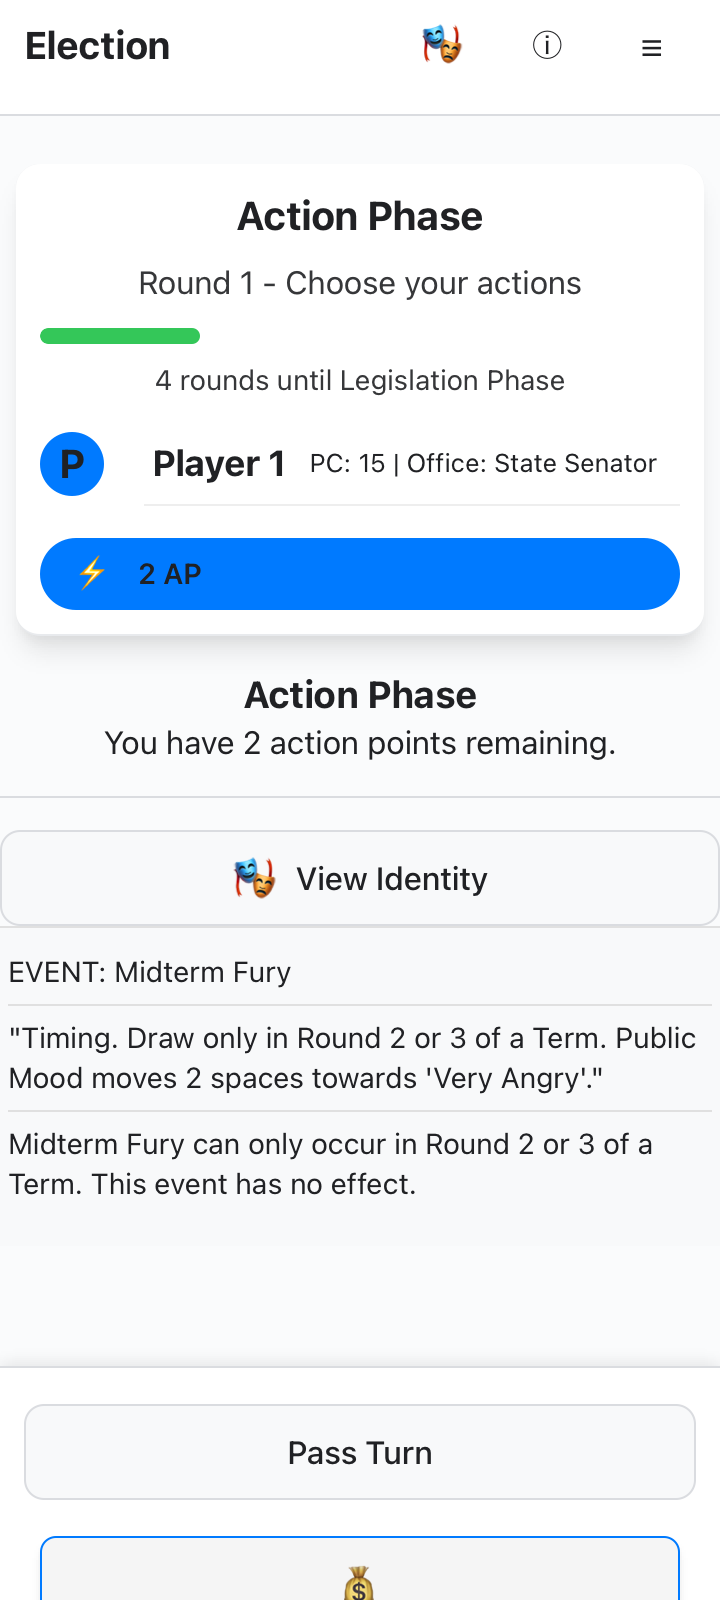 Election
Action Phase
Round 1 - Choose your actions
4 rounds until Legislation Phase
P
Player 1 PC: 15 | Office: State Senator
⚡ 2 AP
Action Phase
You have 2 action points remaining.
View Identity
EVENT: Midterm Fury
"Timing. Draw only in Round 2 or 3 of a Term. Public
Mood moves 2 spaces towards 'Very Angry'."
Midterm Fury can only occur in Round 2 or 3 of a
Term. This event has no effect.
Pass Turn